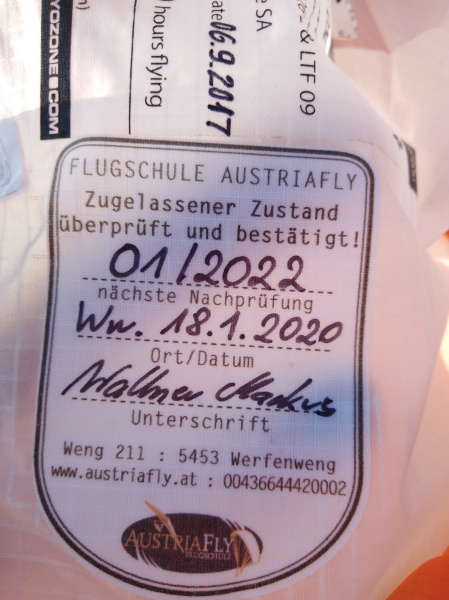 OZONE.COM
hours flying
ate 06.9.2017
e SA
& LTF 09
FLUGSCHULE AUSTRIAFLY
Zugelassener Zustand
überprüft und bestätigt!
01/2022
nächste Nachprüfung
Ww. 18.1.2020
Ort/Datum
Wallner Markus
Unterschrift
Weng 211 : 5453 Werfenweng
www.austriafly.at : 00436644420002
AUSTRIAFLY
FLUGSCHULE